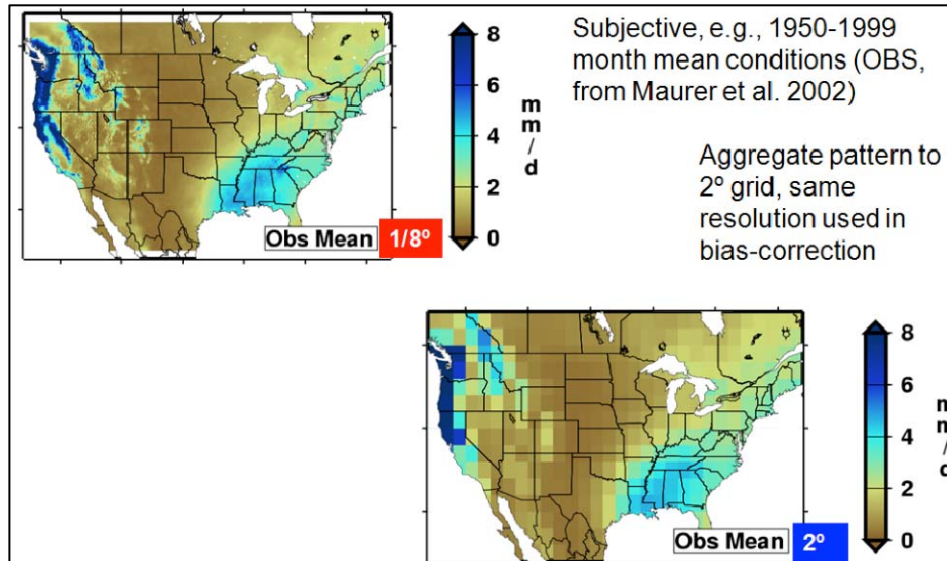 8
6
4
2
0
m
m
/
d
Obs Mean 1/8º
Subjective, e.g., 1950-1999
month mean conditions (OBS,
from Maurer et al. 2002)
Aggregate pattern to
2º grid, same
resolution used in
bias-correction
8
6
4
2
0
m
m
/
d
Obs Mean 2º